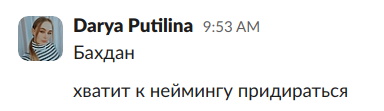 Darya Putilina 9:53 AM
Бахдан
хватит к неймингу придираться